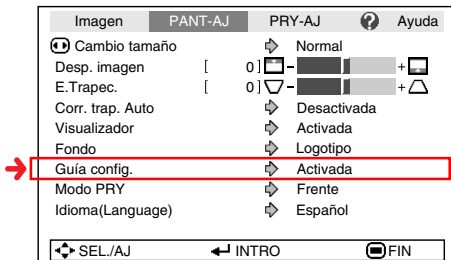 Imagen PANT-AJ PRY-AJ ? Ayuda
Cambio tamaño Normal
Desp. imagen [ 0] - +
E.Trapec. [ 0] - +
Corr. trap. Auto Desactivada
Visualizador Activada
Fondo Logotipo
Guía config. Activada
Modo PRY Frente
Idioma(Language) Español
SEL./AJ INTRO FIN